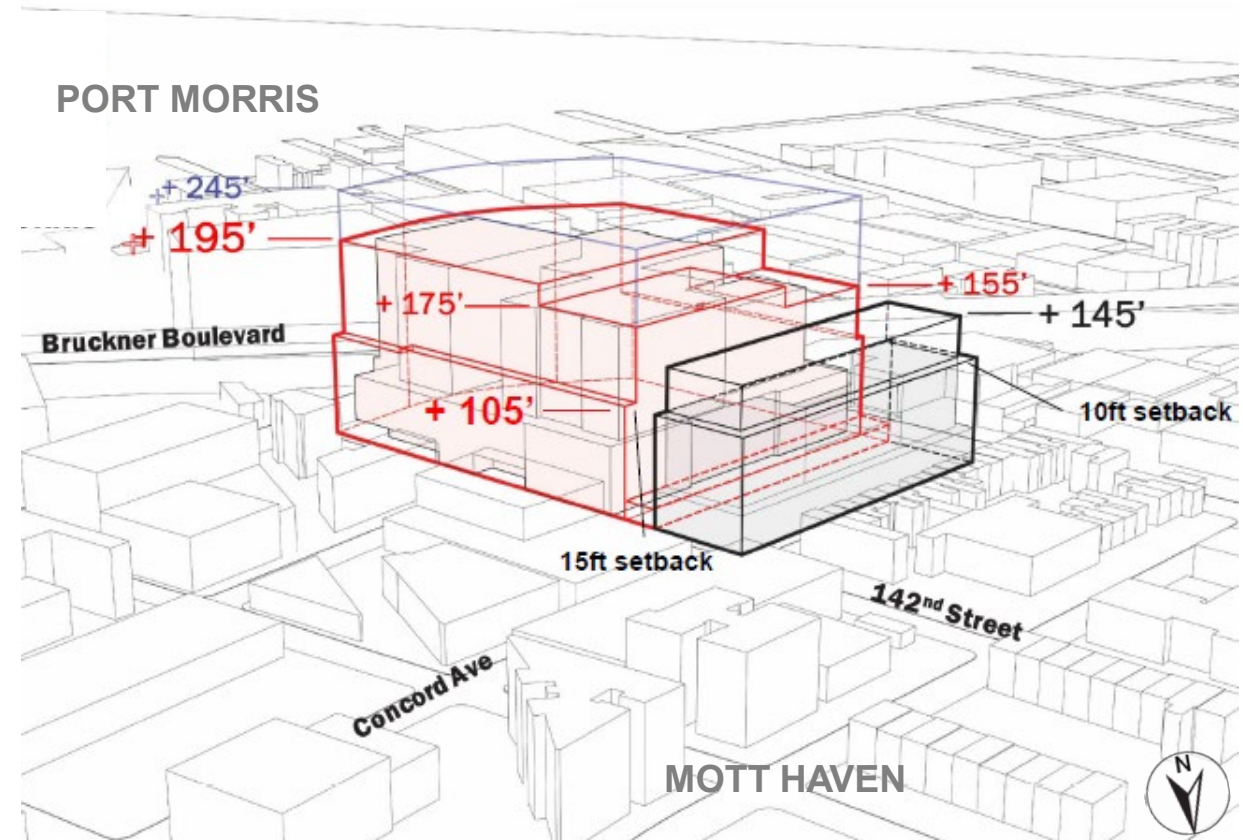 PORT MORRIS
+ 245'
+ 195’
+ 175’
+ 155’
+ 145’
Bruckner Boulevard
+ 105’
10ft setback
15ft setback
142nd Street
Concord Ave
MOTT HAVEN
N